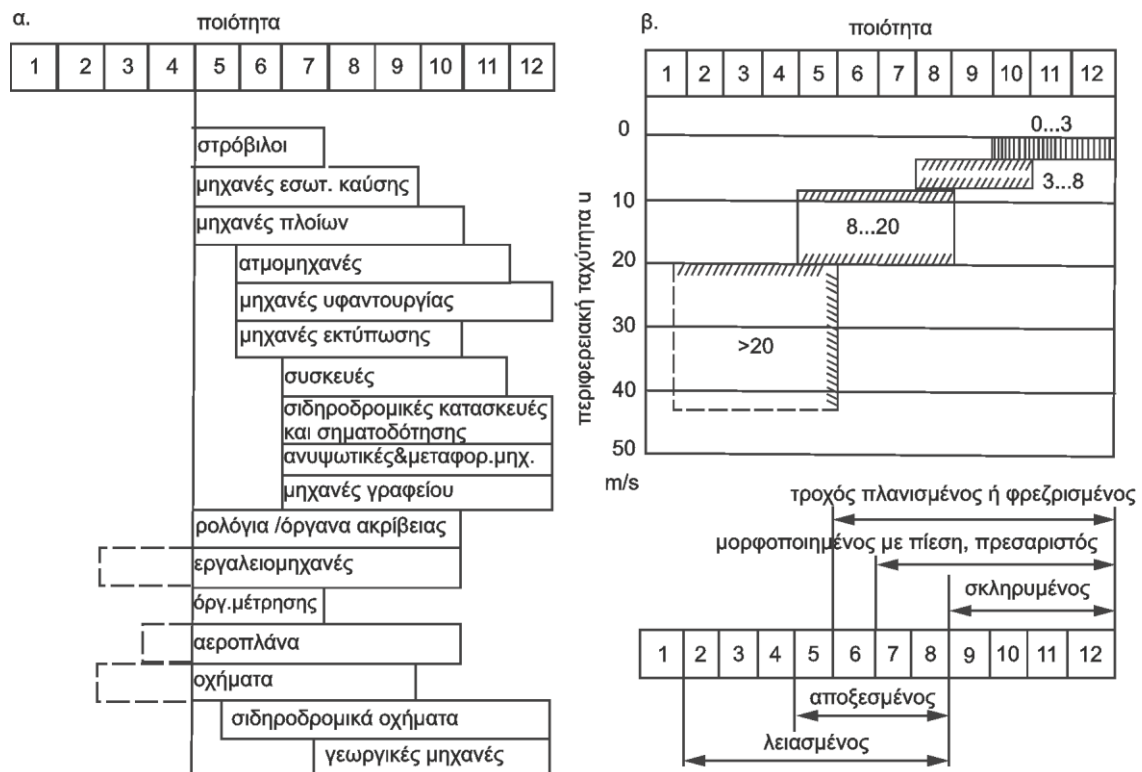 α.
ποιότητα
1 2 3 4 5 6 7 8 9 10 11 12
στρόβιλοι
μηχανές εσωτ. καύσης
μηχανές πλοίων
ατμομηχανές
μηχανές υφαντουργίας
μηχανές εκτύπωσης
συσκευές
σιδηροδρομικές κατασκευές
και σηματοδότησης
ανυψωτικές&μεταφορ.μηχ.
μηχανές γραφείου
ρολόγια /όργανα ακρίβειας
εργαλειομηχανές
όργ.μέτρησης
αεροπλάνα
οχήματα
σιδηροδρομικά οχήματα
γεωργικές μηχανές
β.
ποιότητα
1 2 3 4 5 6 7 8 9 10 11 12
περιφερειακή ταχύτητα u
0
10
20
30
40
50
m/s
0...3
3...8
8...20
>20
τροχός πλανισμένος ή φρεζρισμένος
μορφοποιημένος με πίεση, πρεσαριστός
σκληρυμένος
1 2 3 4 5 6 7 8 9 10 11 12
αποξεσμένος
λειασμένος